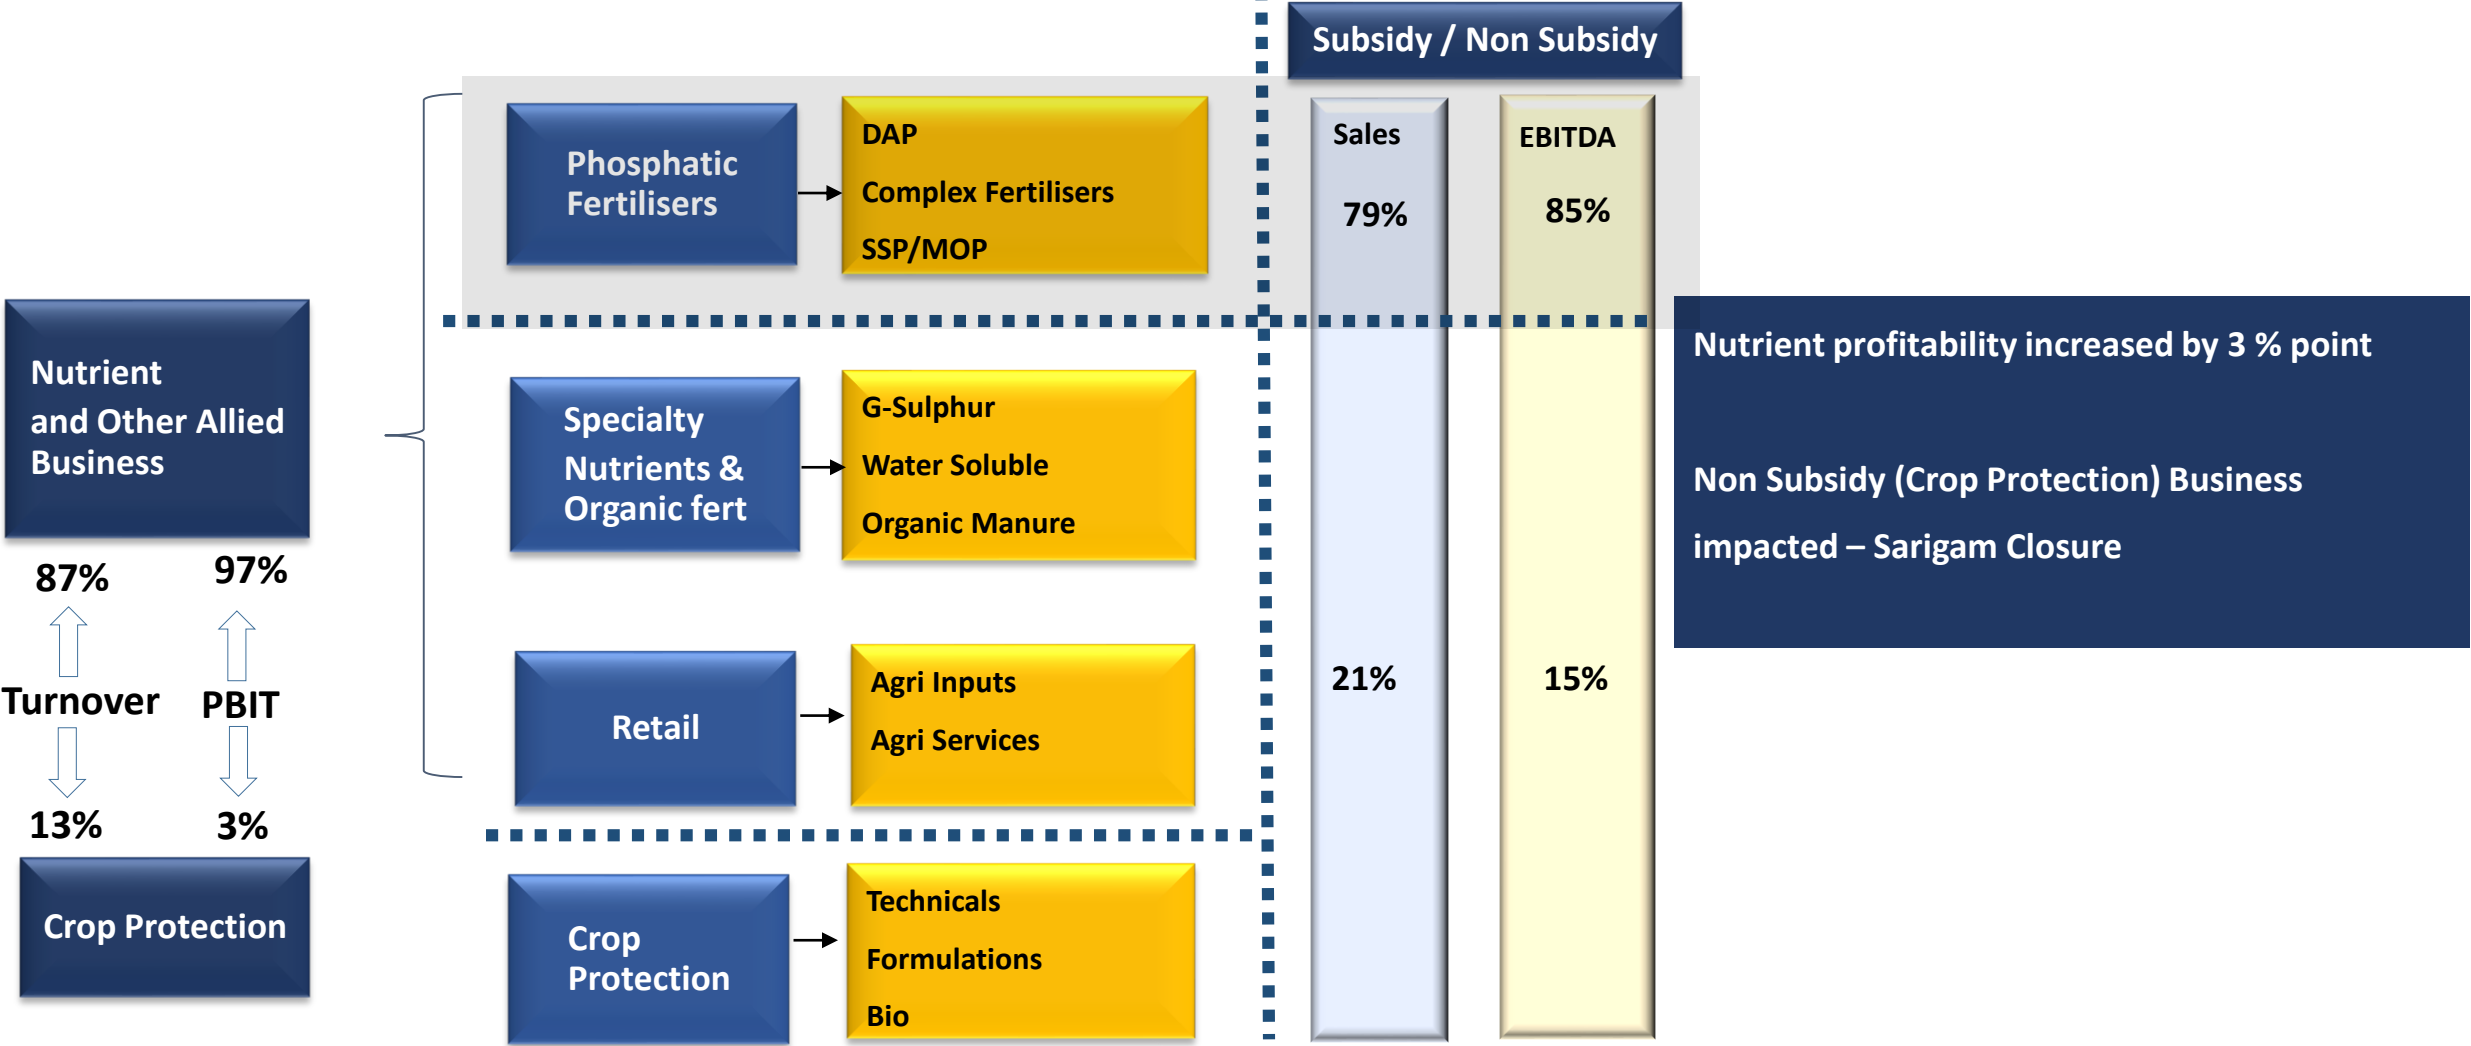 Subsidy / Non Subsidy
Nutrient
and Other Allied
Business
87%
97%
Turnover
PBIT
13%
3%
Crop Protection
Phosphatic
Fertilisers
DAP
Complex Fertilisers
SSP/MOP
Specialty
Nutrients &
Organic fert
G-Sulphur
Water Soluble
Organic Manure
Retail
Agri Inputs
Agri Services
Crop
Protection
Technicals
Formulations
Bio
Sales
79%
21%
EBITDA
85%
15%
Nutrient profitability increased by 3 % point
Non Subsidy (Crop Protection) Business
impacted – Sarigam Closure